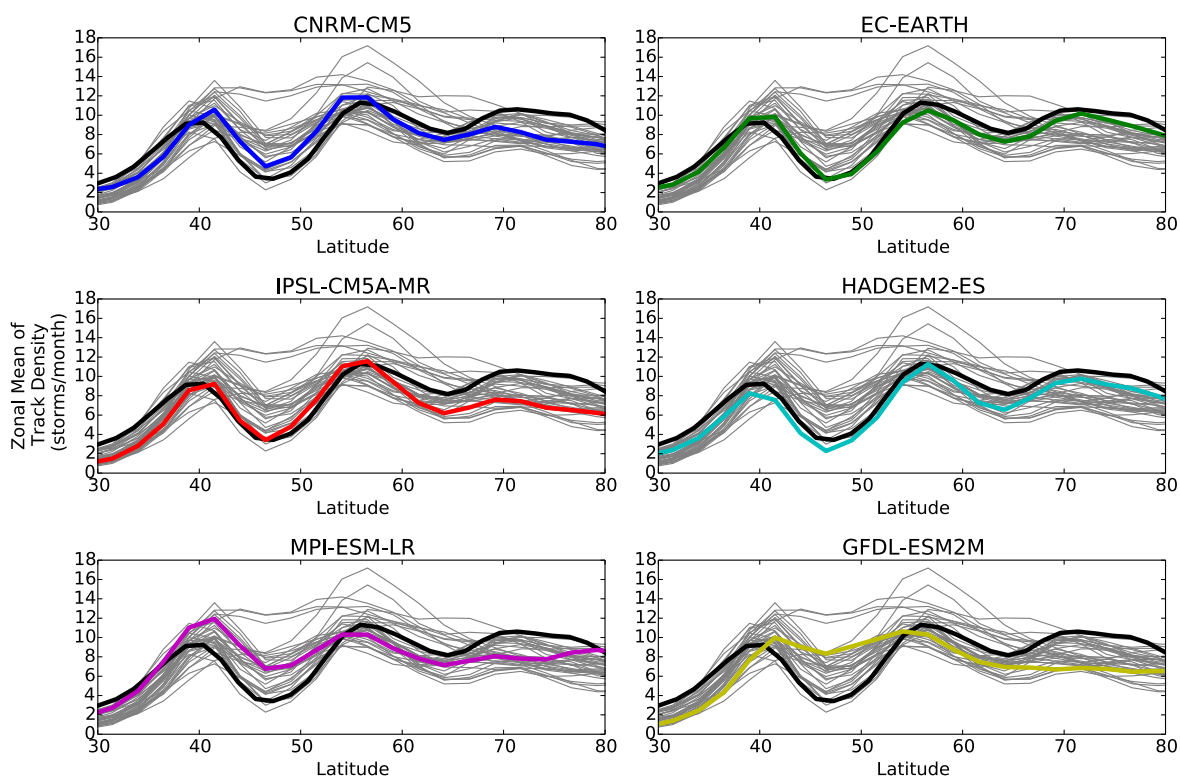 CNRM-CM5
18
16
14
12
10
8
6
4
2
0
30 40 50 60 70 80
Latitude
EC-EARTH
18
16
14
12
10
8
6
4
2
0
30 40 50 60 70 80
Latitude
Zonal Mean of
Track Density
(storms/month)
IPSL-CM5A-MR
18
16
14
12
10
8
6
4
2
0
30 40 50 60 70 80
Latitude
HADGEM2-ES
18
16
14
12
10
8
6
4
2
0
30 40 50 60 70 80
Latitude
MPI-ESM-LR
18
16
14
12
10
8
6
4
2
0
30 40 50 60 70 80
Latitude
GFDL-ESM2M
18
16
14
12
10
8
6
4
2
0
30 40 50 60 70 80
Latitude